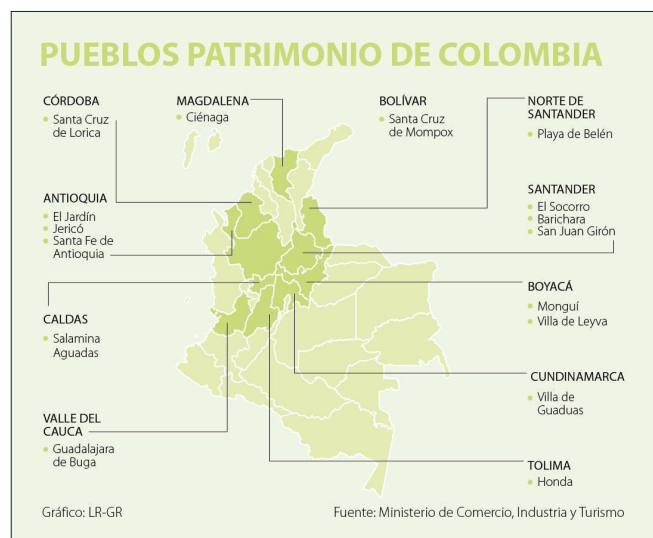 PUEBLOS PATRIMONIO DE COLOMBIA
CÓRDOBA
• Santa Cruz
de Lorica
MAGDALENA
• Ciénaga
BOLÍVAR
• Santa Cruz
de Mompox
NORTE DE
SANTANDER
• Playa de Belén
ANTIOQUIA
• El Jardín
• Jericó
• Santa Fe de
Antioquia
SANTANDER
• El Socorro
• Barichara
• San Juan Girón
CALDAS
• Salamina
Aguadas
BOYACÁ
• Monguí
• Villa de Leyva
VALLE DEL
CAUCA
• Guadalajara
de Buga
CUNDINAMARCA
• Villa de
Guaduas
TOLIMA
• Honda
Gráfico: LR-GR
Fuente: Ministerio de Comercio, Industria y Turismo